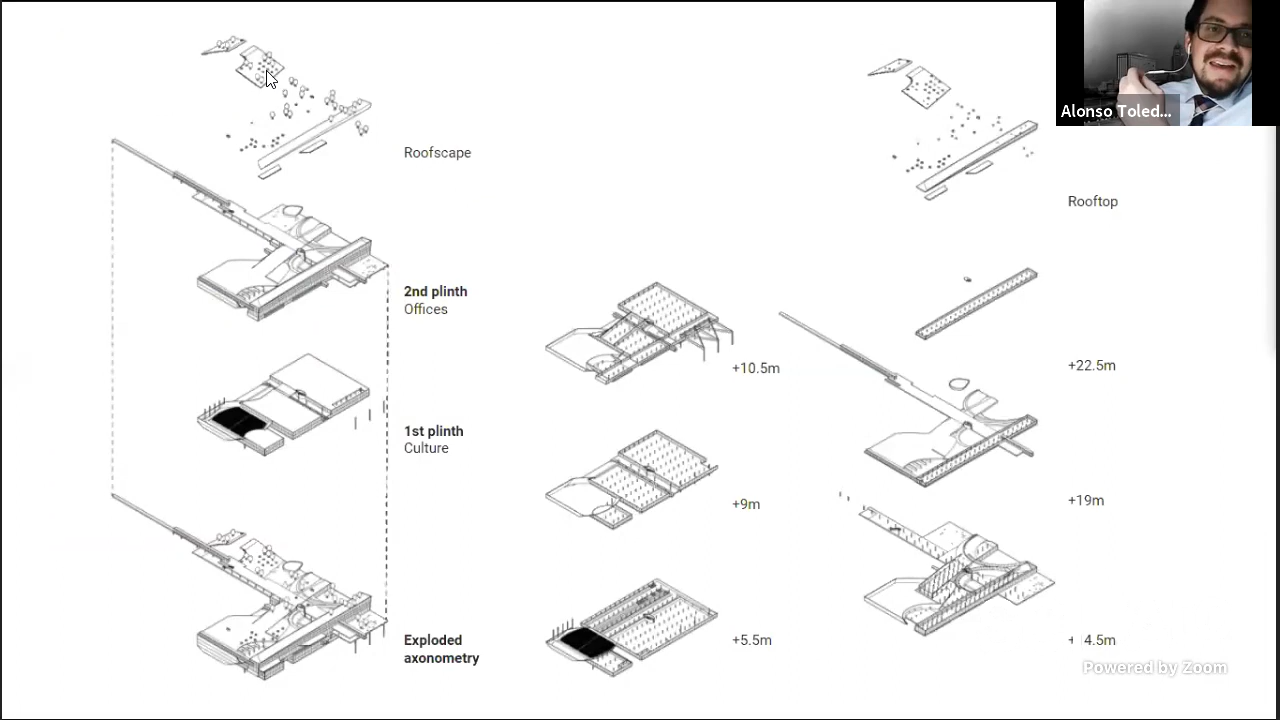 Alonso Toled...
Roofscape
2nd plinth
Offices
1st plinth
Culture
Exploded
axonometry
+10.5m
+9m
+5.5m
Rooftop
+22.5m
+19m
+ 4.5m
Powered by Zoom